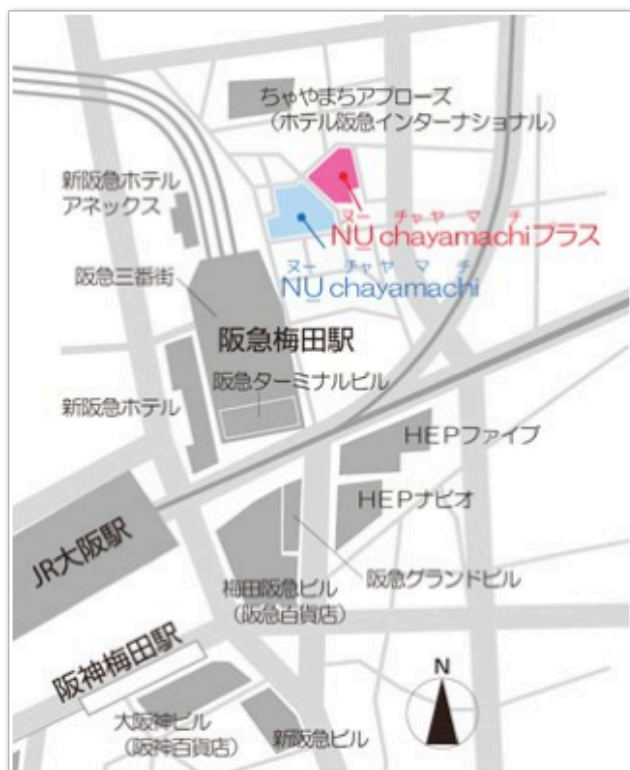 ちゃやまちアプローズ
（ホテル阪急インターナショナル）
新阪急ホテル
アネックス
ヌー チャヤマチ
NU chayamachiプラス
ヌー チャヤマチ
NU chayamachi
阪急三番街
阪急梅田駅
阪急ターミナルビル
新阪急ホテル
HEPファイブ
HEPナビオ
JR大阪駅
阪急グランドビル
梅田阪急ビル
（阪急百貨店）
阪神梅田駅
N
大阪神ビル
（阪神百貨店）
新阪急ビル